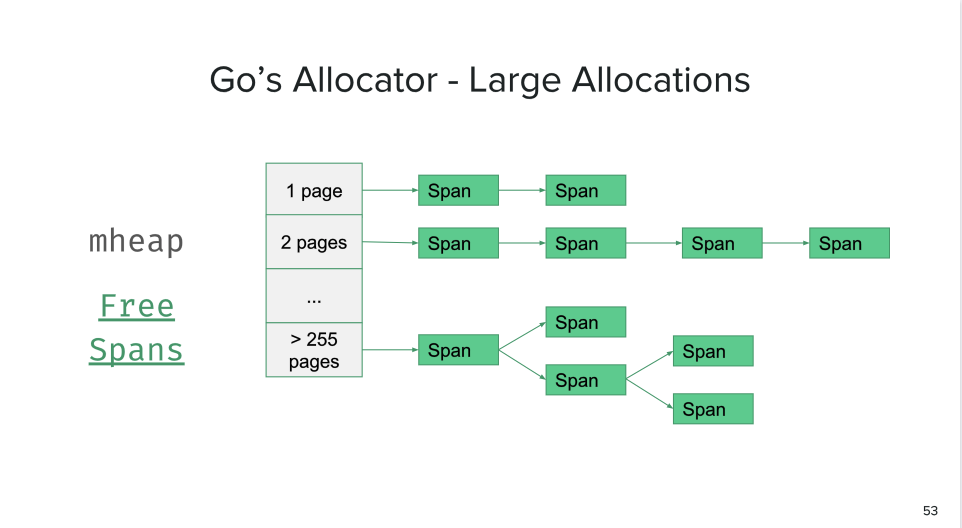 Go’s Allocator - Large Allocations
mheap
Free
Spans
1 page
Span
Span
2 pages
Span
Span
Span
Span
...
> 255
pages
Span
Span
Span
Span
Span
53